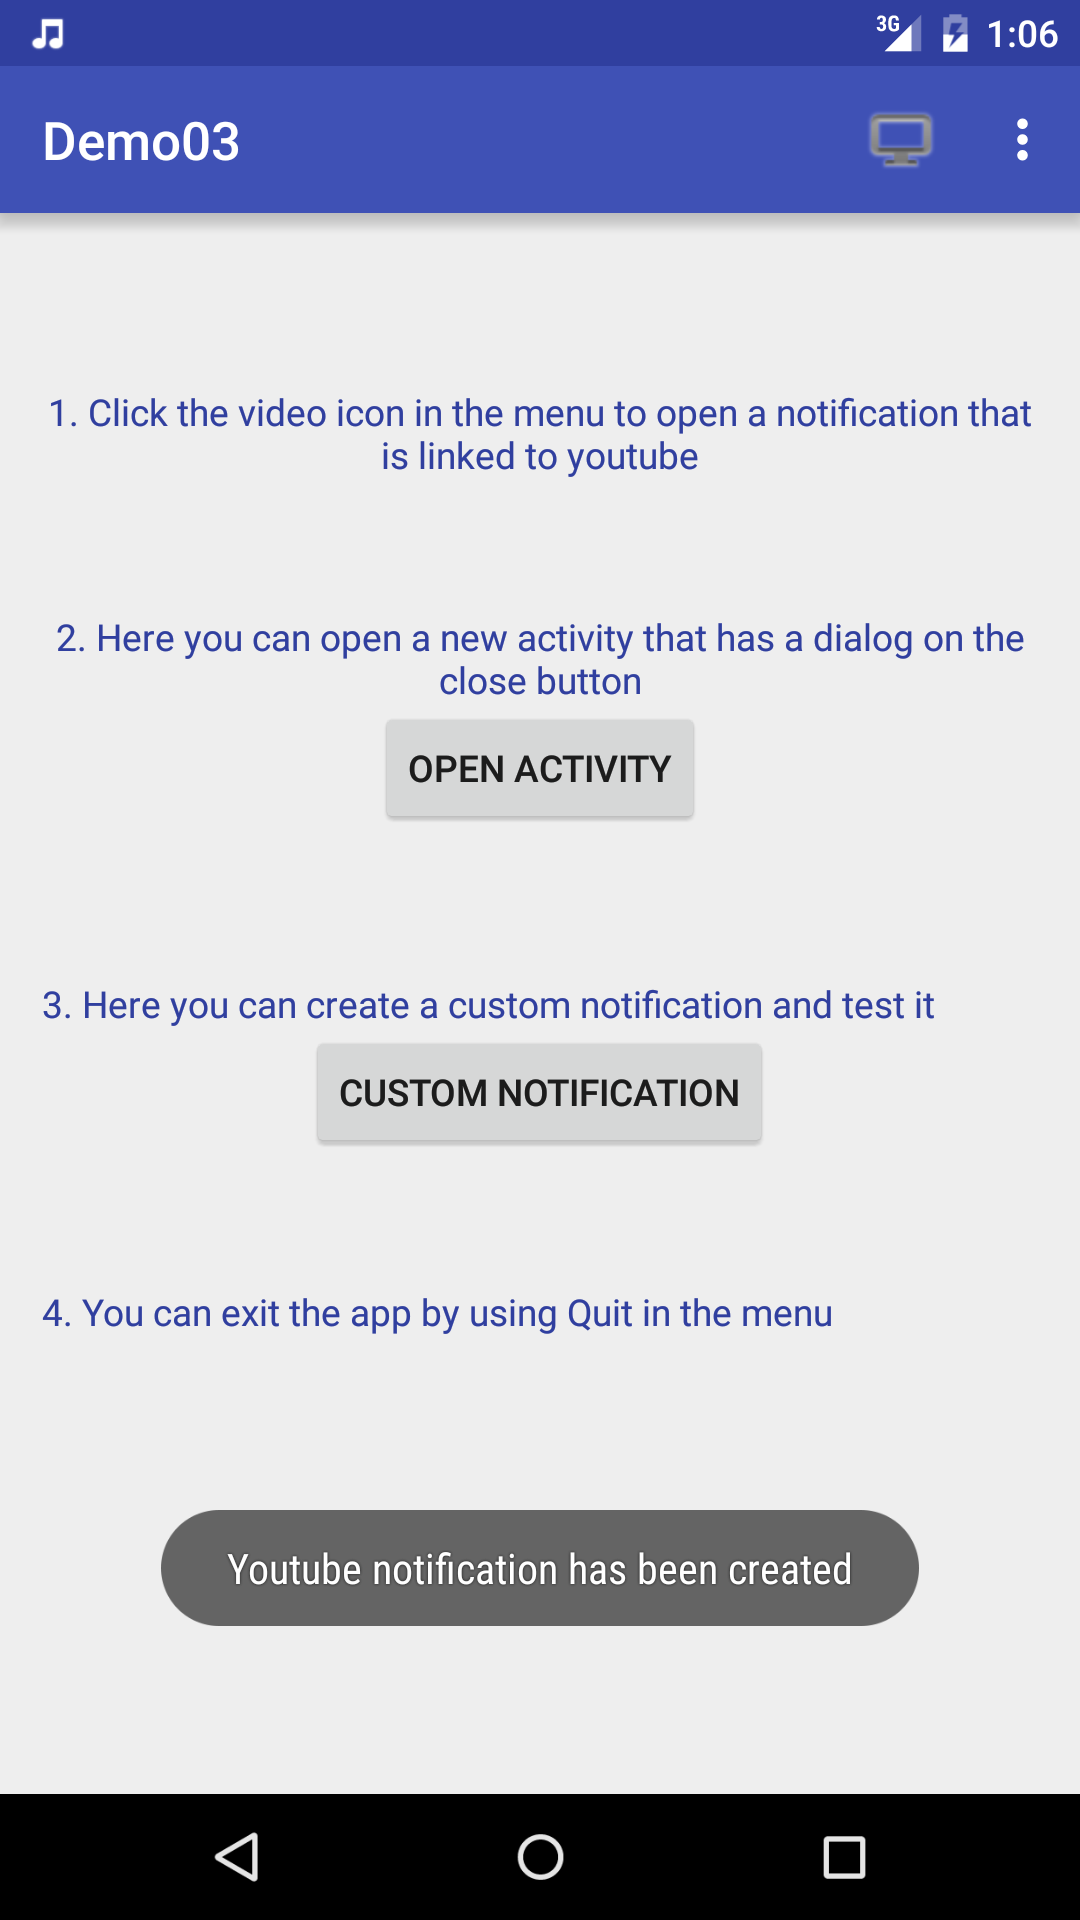 3G 1:06
Demo03
1. Click the video icon in the menu to open a notification that
is linked to youtube
2. Here you can open a new activity that has a dialog on the
close button
OPEN ACTIVITY
3. Here you can create a custom notification and test it
CUSTOM NOTIFICATION
4. You can exit the app by using Quit in the menu
Youtube notification has been created